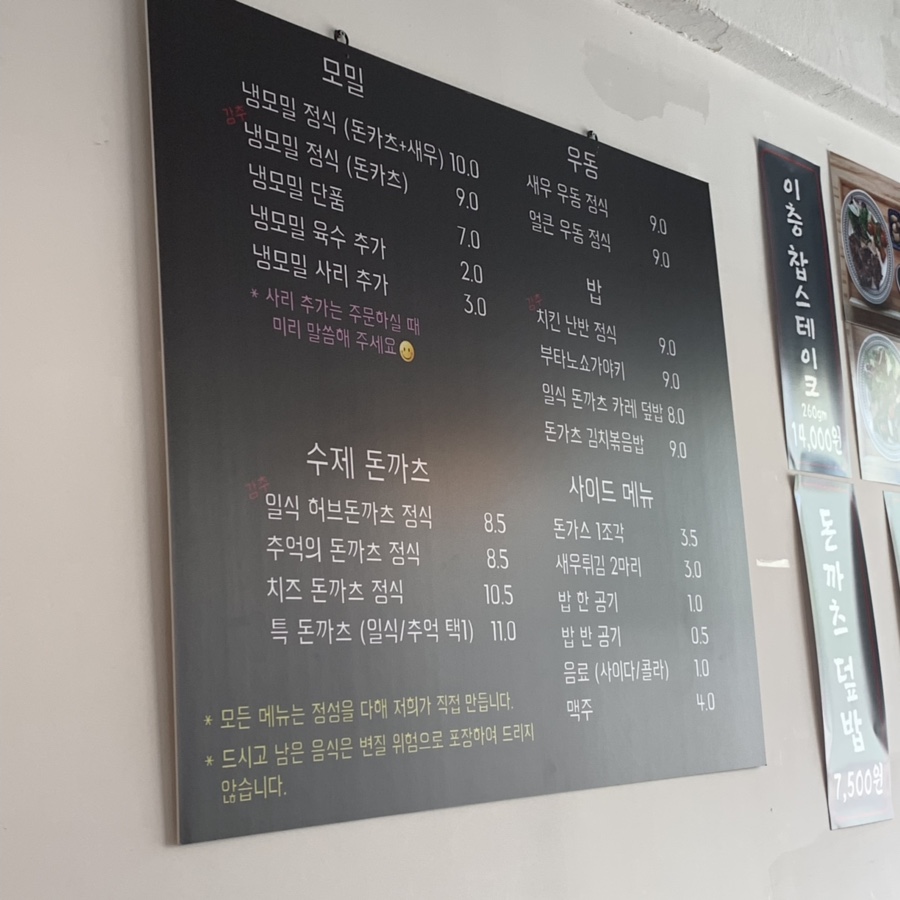 모밀
강추
냉모밀 정식 (돈카츠+새우) 10.0
냉모밀 정식 (돈카츠) 9.0
냉모밀 단품 7.0
냉모밀 육수 추가 2.0
냉모밀 사리 추가 3.0
* 사리 추가는 주문하실 때
미리 말씀해 주세요
수제 돈까츠
강추
일식 허브돈까츠 정식 8.5
추억의 돈까츠 정식 8.5
치즈 돈까츠 정식 10.5
특 돈까츠 (일식/추억 택1) 11.0
* 모든 메뉴는 정성을 다해 저희가 직접 만듭니다.
* 드시고 남은 음식은 변질 위험으로 포장하여 드리지
않습니다.
우동
새우 우동 정식 9.0
얼큰 우동 정식 9.0
밥
강추
치킨 난반 정식 9.0
부타노쇼가야키 9.0
일식 돈까츠 카레 덮밥 8.0
돈가츠 김치볶음밥 9.0
사이드 메뉴
돈가스 1조각 3.5
새우튀김 2마리 3.0
밥 한 공기 1.0
밥 반 공기 0.5
음료 (사이다/콜라) 1.0
맥주 4.0
이층찹스테이크
260gm
14,000원
돈까츠 덮밥
7,500원